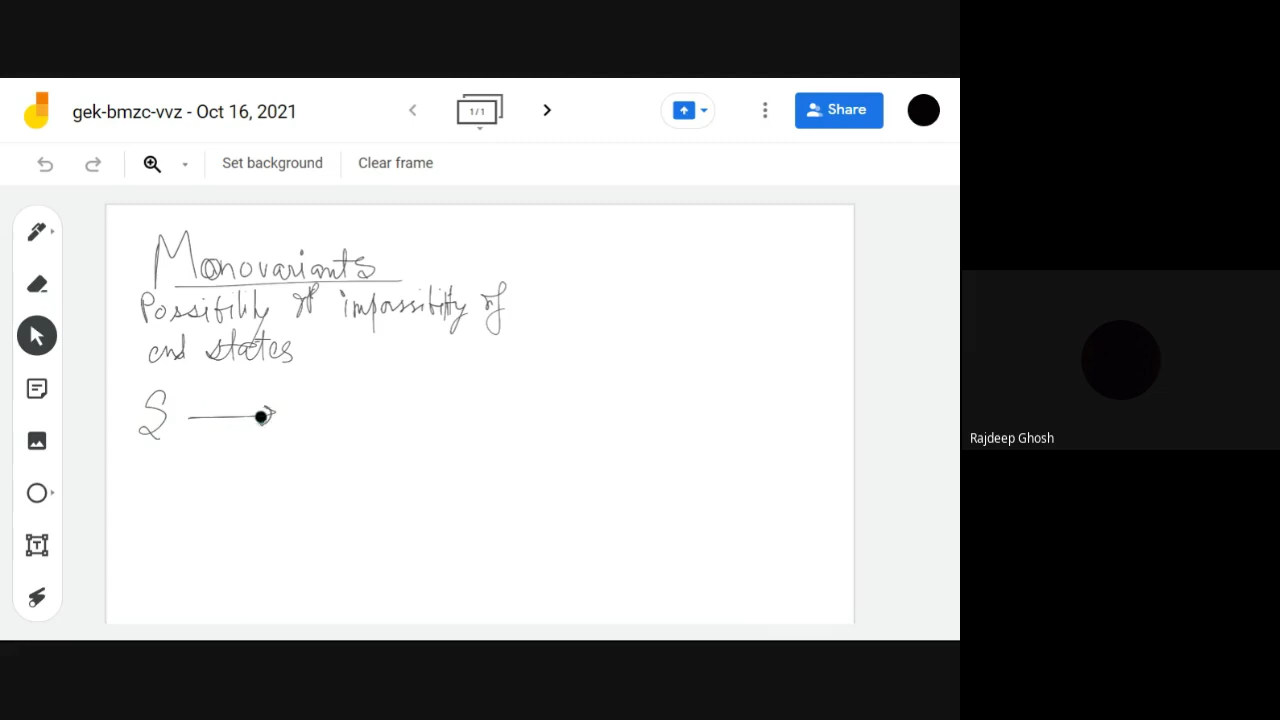 gek-bmzc-vvz - Oct 16, 2021
1/1
Share
Set background
Clear frame
Monovariants
Possibility of impossibility of
end states
S
T
Rajdeep Ghosh